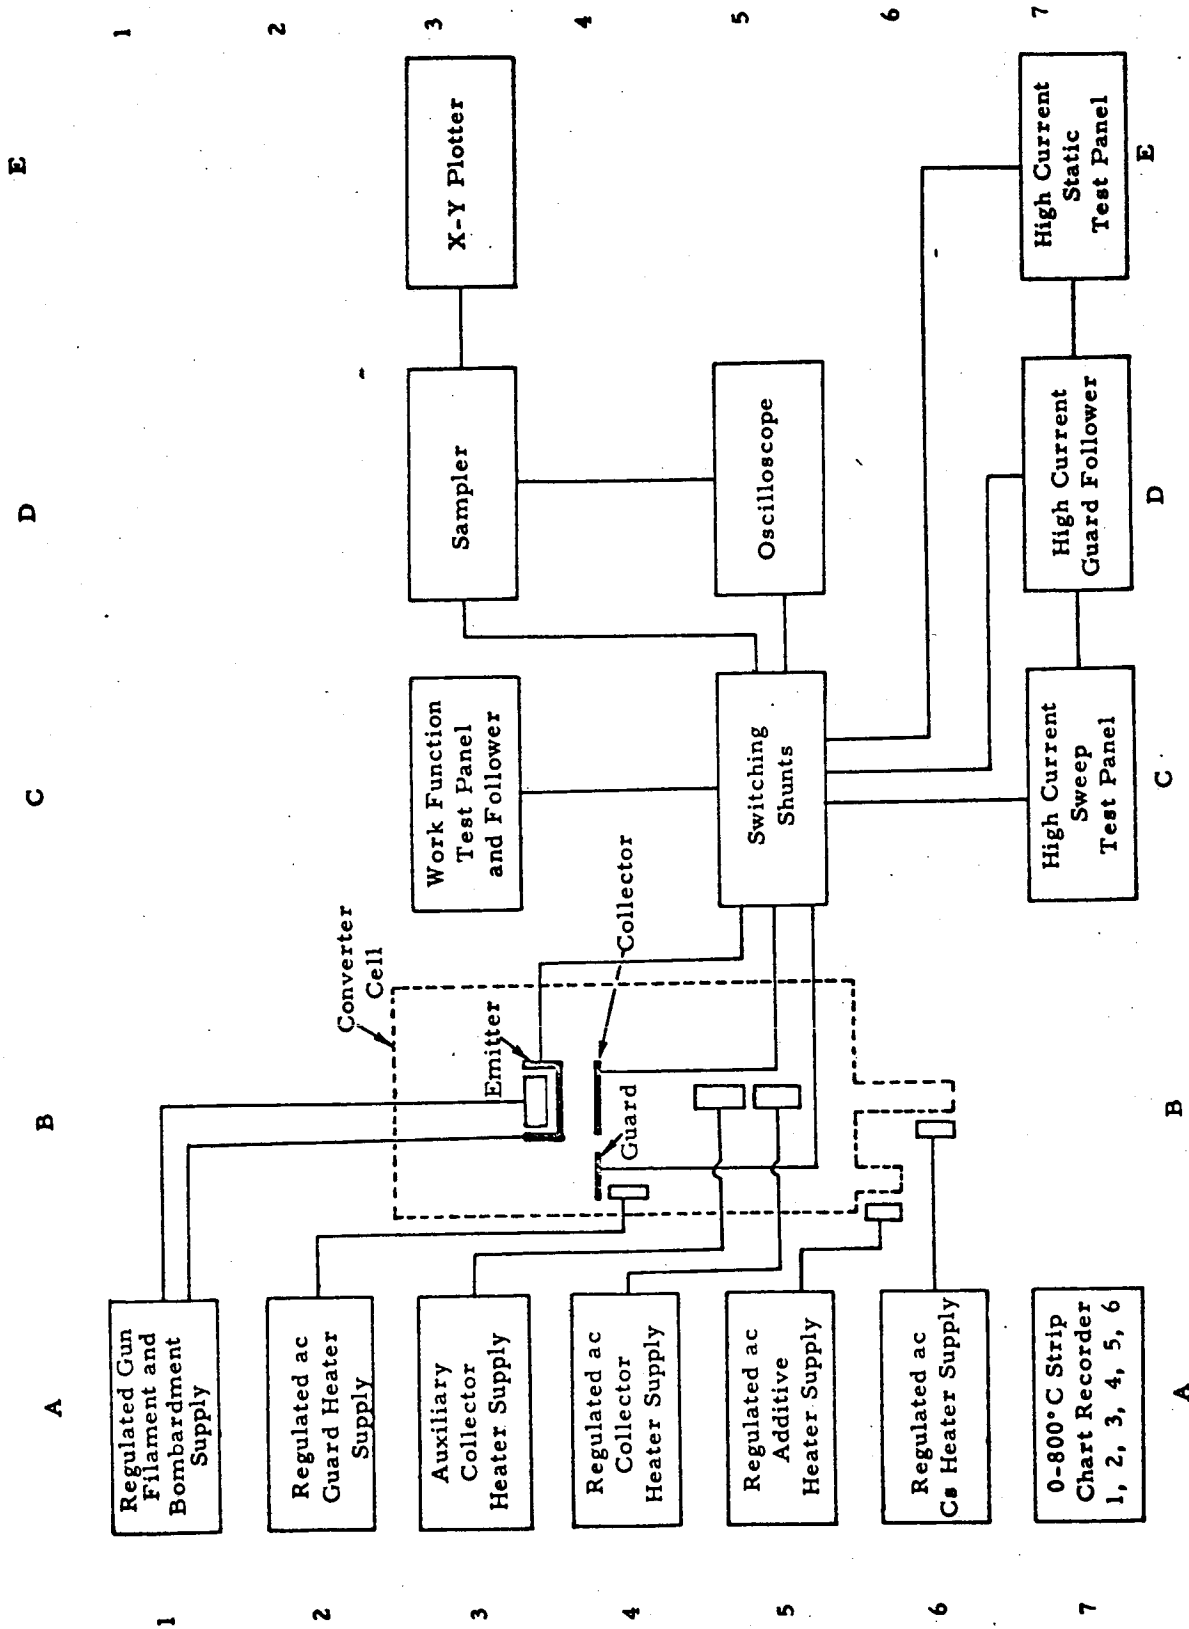 A
B
C
D
E
1
Regulated Gun
Filament and
Bombardment
Supply
1
2
Regulated ac
Guard Heater
Supply
2
Converter
Cell
3
Auxiliary
Collector
Heater Supply
Emitter
Work Function
Test Panel
and Follower
Sampler
X-Y Plotter
3
4
Regulated ac
Collector
Heater Supply
Guard
Collector
4
5
Regulated ac
Additive
Heater Supply
Switching
Shunts
Oscilloscope
5
6
Regulated ac
Cs Heater Supply
6
7
0-800°C Strip
Chart Recorder
1, 2, 3, 4, 5, 6
High Current
Sweep
Test Panel
High Current
Guard Follower
High Current
Static
Test Panel
7
A
B
C
D
E